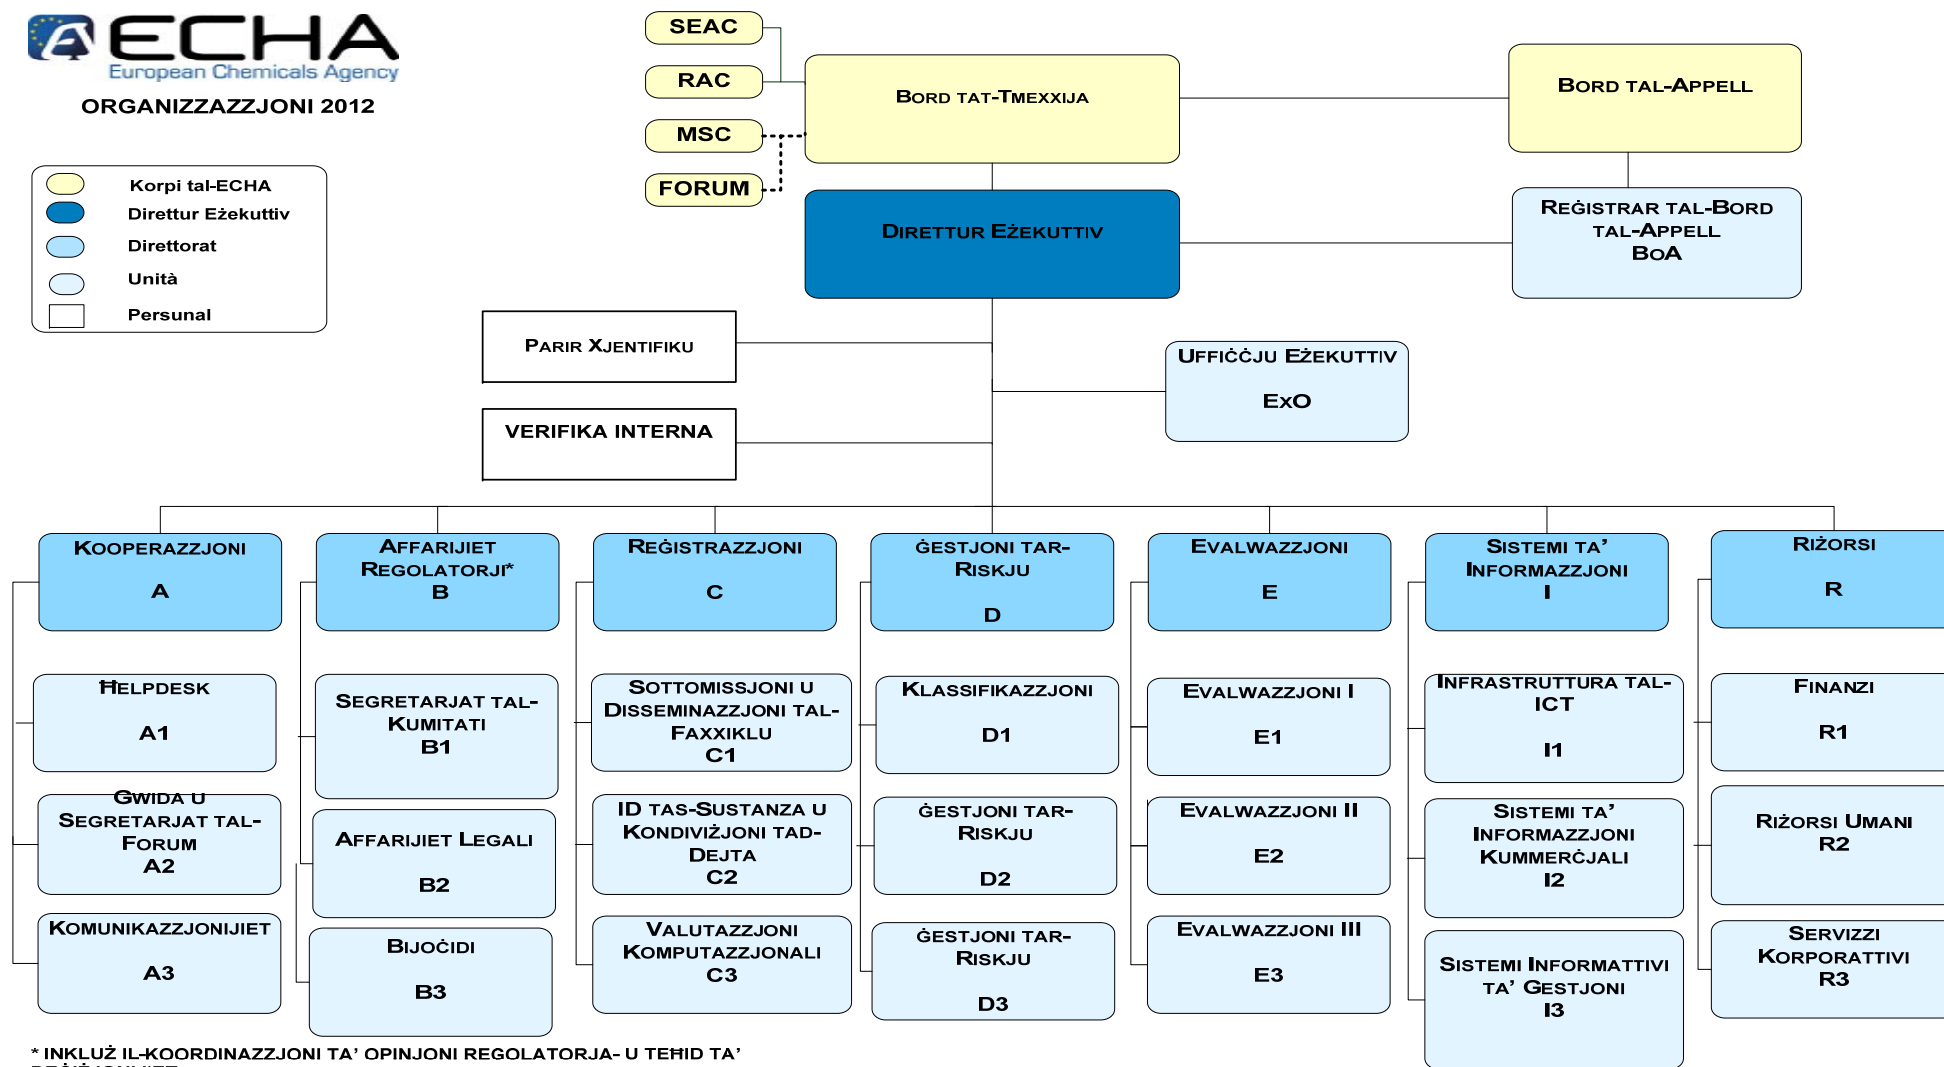 ECHA
European Chemicals Agency
ORGANIZZAZZJONI 2012
Korpi tal-ECHA
Direttur Eżekuttiv
Direttorat
Unità
Persunal
SEAC
RAC
MSC
FORUM
BORD TAT-TMEXXIJA
BORD TAL-APPELL
DIRETTUR EŻEKUTTIV
REĠISTRAR TAL-BORD
TAL-APPELL
BOA
PARIR XJENTIFIKU
VERIFIKA INTERNA
UFFIĊĊJU EŻEKUTTIV
EXO
KOOPERAZZJONI
A
AFFARIJIET
REGOLATORJI*
B
REĠISTRAZZJONI
C
ĠESTJONI TAR-
RISKJU
D
EVALWAZZJONI
E
SISTEMI TA’
INFORMAZZJONI
I
RIŻORSI
R
ĦELPDESK
A1
SEGRETARJAT TAL-
KUMITATI
B1
SOTTOMISSJONI U
DISSEMINAZZJONI TAL-
FAXXIKLU
C1
KLASSIFIKAZZJONI
D1
EVALWAZZJONI I
E1
INFRASTRUTTURA TAL-
ICT
I1
FINANZI
R1
GWIDA U
SEGRETARJAT TAL-
FORUM
A2
AFFARIJIET LEGALI
B2
ID TAS-SUSTANZA U
KONDIVIŻJONI TAD-
DEJTA
C2
ĠESTJONI TAR-
RISKJU
D2
EVALWAZZJONI II
E2
SISTEMI TA’
INFORMAZZJONI
KUMMERĊJALI
I2
RIŻORSI UMANI
R2
KOMUNIKAZZJONIJIET
A3
BIJOĊIDI
B3
VALUTAZZJONI
KOMPUTAZZJONALI
C3
ĠESTJONI TAR-
RISKJU
D3
EVALWAZZJONI III
E3
SISTEMI INFORMATTIVI
TA’ GESTJONI
I3
SERVIZZI
KORPORATTIVI
R3
* INKLUŻ IL-KOORDINAZZJONI TA’ OPINJONI REGOLATORJA- U TEĦID TA’